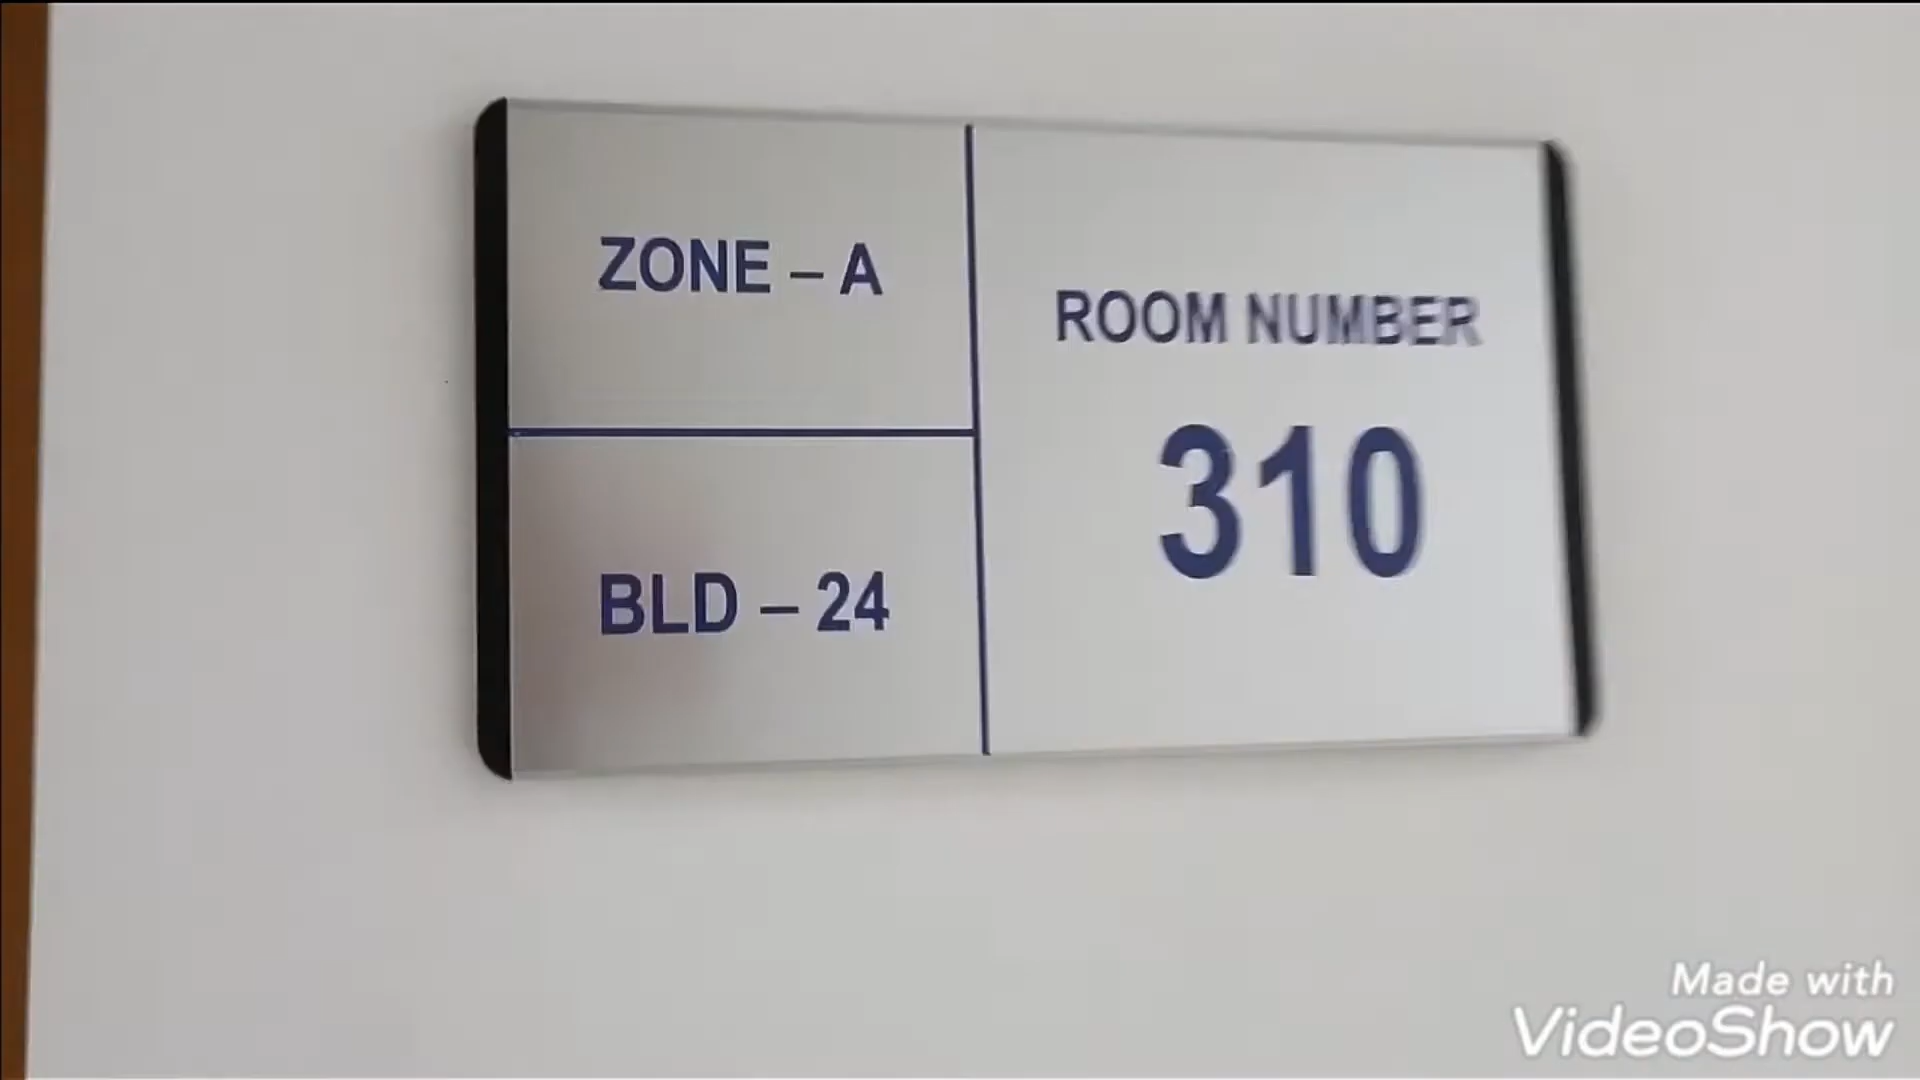 ZONE – A
BLD – 24
ROOM NUMBER
310
Made with
VideoShow